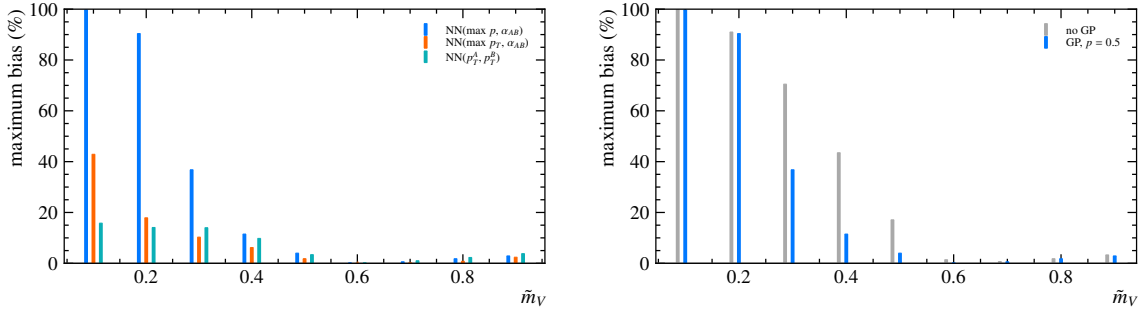 maximum bias (%)
100
80
60
40
20
0
0.2
0.4
0.6
0.8
m̃_V
NN(max p, α_AB)
NN(max p_T, α_AB)
NN(p_T^A, p_T^B)
maximum bias (%)
100
80
60
40
20
0
0.2
0.4
0.6
0.8
m̃_V
no GP
GP, p = 0.5